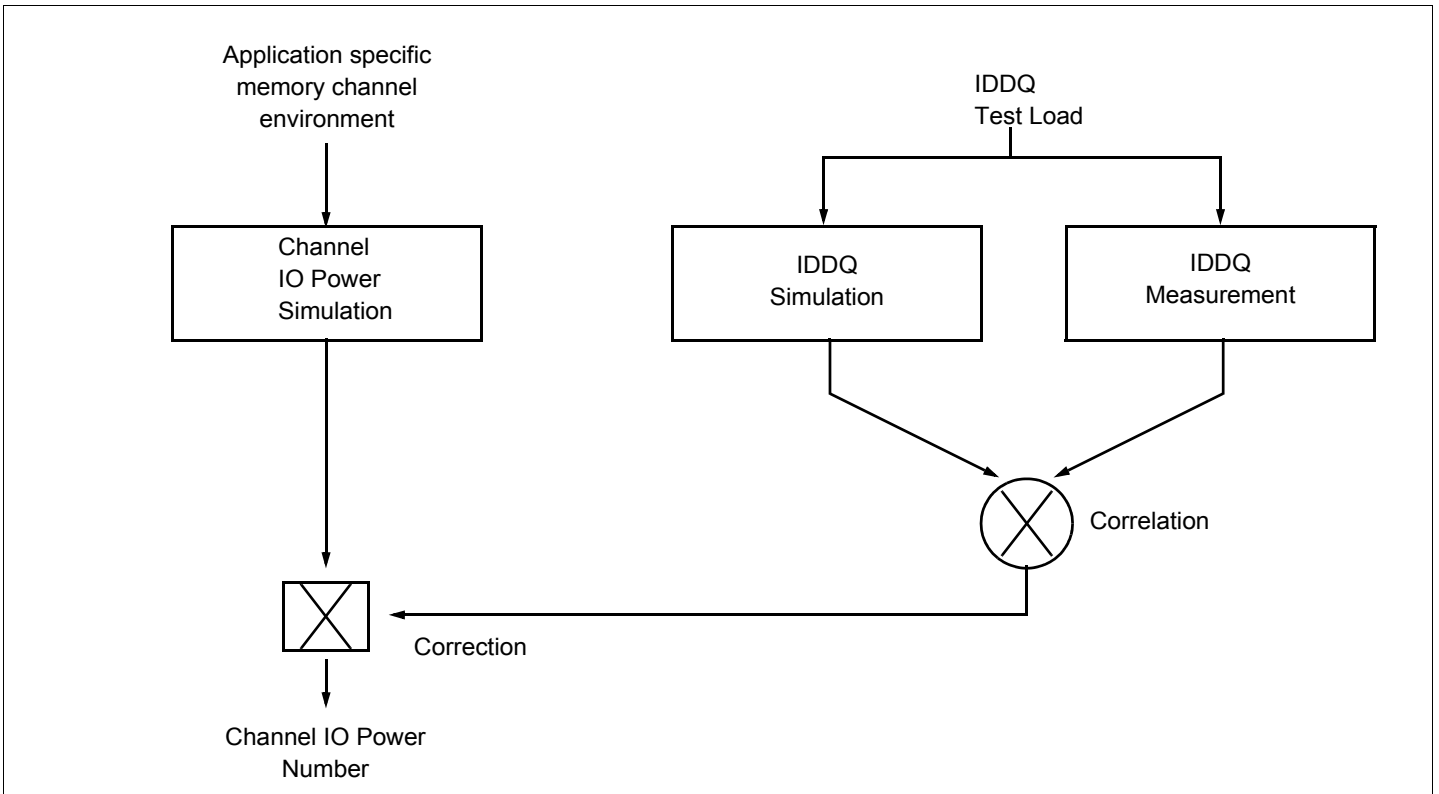 Application specific
memory channel
environment
IDDQ
Test Load
Channel
IO Power
Simulation
IDDQ
Simulation
IDDQ
Measurement
Correlation
Correction
Channel IO Power
Number